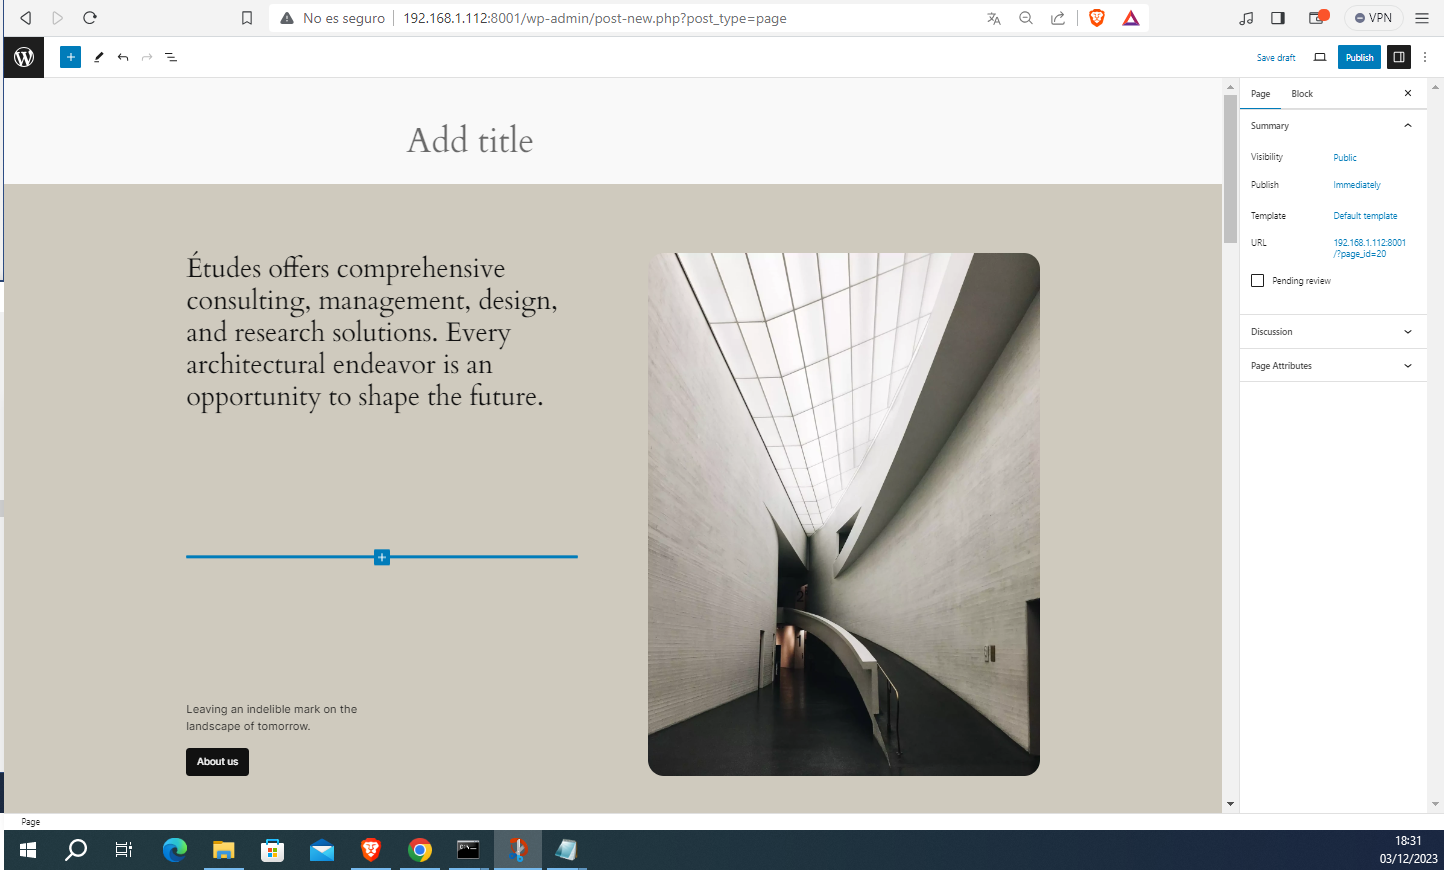 No es seguro
192.168.1.112:8001/wp-admin/post-new.php?post_type=page
VPN
Save draft
Publish
Add title
Études offers comprehensive
consulting, management, design,
and research solutions. Every
architectural endeavor is an
opportunity to shape the future.
Leaving an indelible mark on the
landscape of tomorrow.
About us
Page
Block
Summary
Visibility
Public
Publish
Immediately
Template
Default template
URL
192.168.1.112:8001
/?page_id=20
Pending review
Discussion
Page Attributes
Page
18:31
03/12/2023